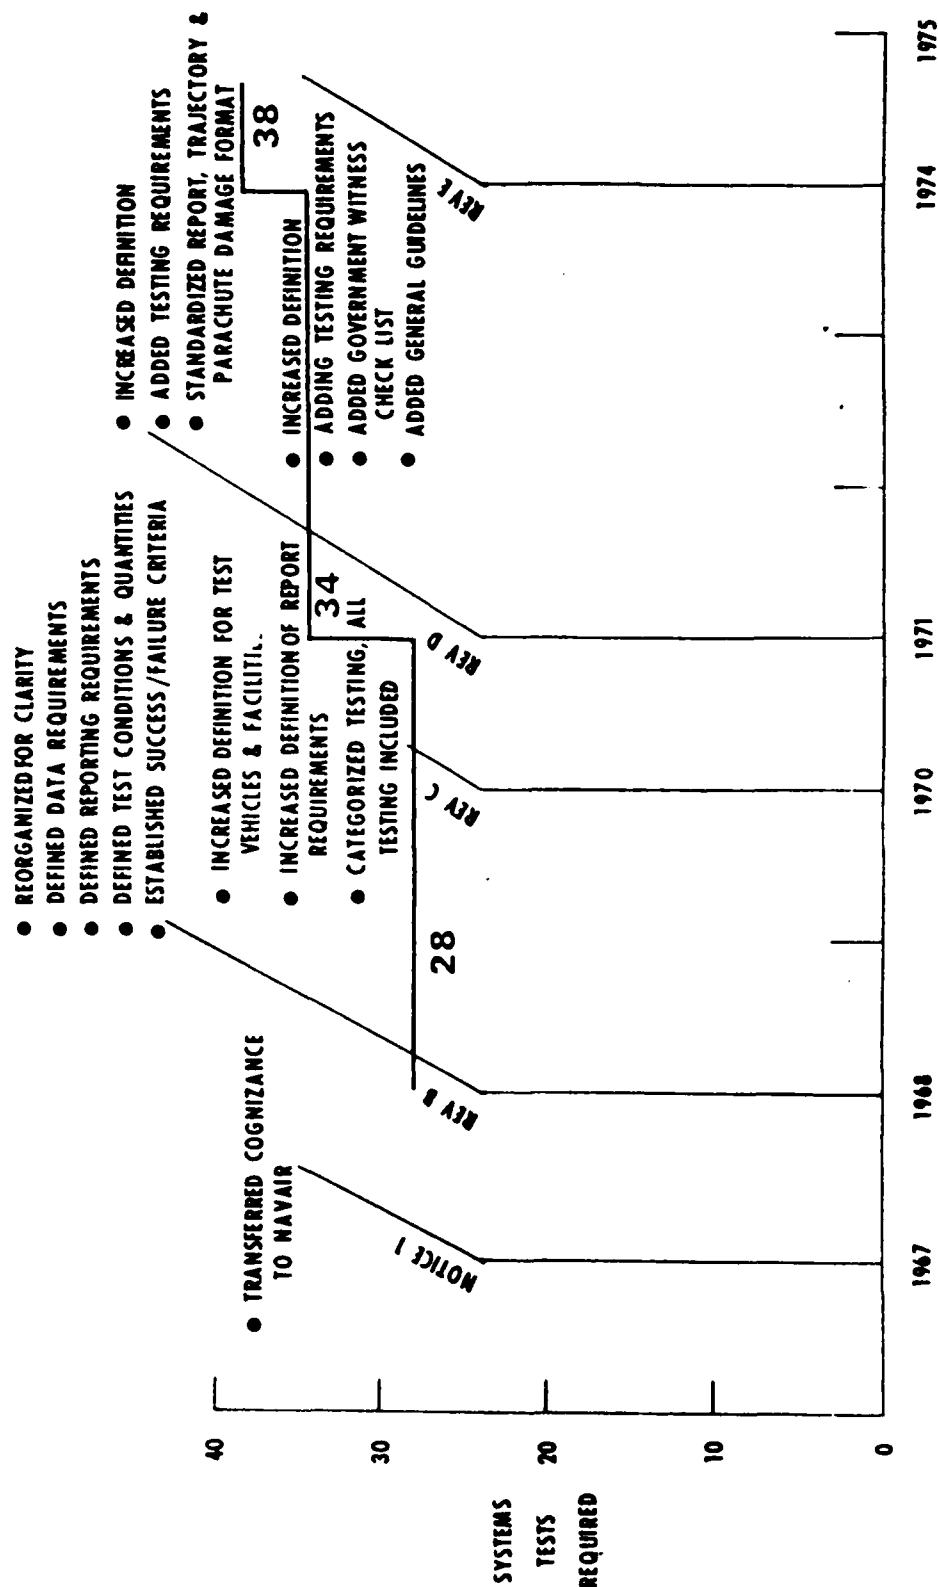 ● TRANSFERRED COGNIZANCE
TO NAVAIR
● REORGANIZED FOR CLARITY
● DEFINED DATA REQUIREMENTS
● DEFINED REPORTING REQUIREMENTS
● DEFINED TEST CONDITIONS & QUANTITIES
● ESTABLISHED SUCCESS/FAILURE CRITERIA
● INCREASED DEFINITION FOR TEST
VEHICLES & FACILITI..
● INCREASED DEFINITION OF REPORT
REQUIREMENTS
● CATEGORIZED TESTING, ALL
TESTING INCLUDED
● INCREASED DEFINITION
● ADDED TESTING REQUIREMENTS
● STANDARDIZED REPORT, TRAJECTORY &
PARACHUTE DAMAGE FORMAT
● INCREASED DEFINITION
● ADDING TESTING REQUIREMENTS
● ADDED GOVERNMENT WITNESS
CHECK LIST
● ADDED GENERAL GUIDELINES
28
34
38
NOTICE 1
REV B
REV C
REV D
REV E
SYSTEMS
TESTS
REQUIRED
40
30
20
10
0
1967
1968
1970
1971
1974
1975